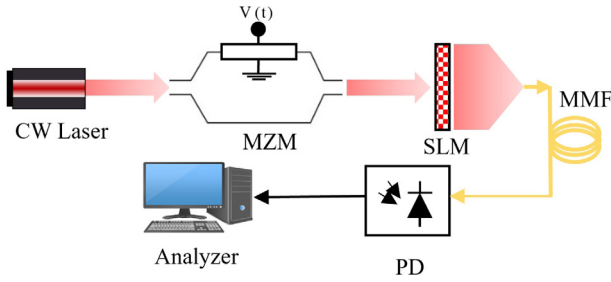 V(t)
CW Laser
MZM
SLM
MMF
Analyzer
PD